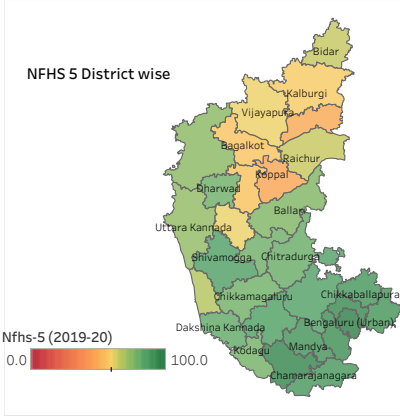 Bidar
NFHS 5 District wise
Kalburgi
Vijayapura
Bagalkot
Raichur
Koppal
Dharwad
Ballari
Uttara Kannada
Shivamogga
Chitradurga
Chikkamagaluru
Chikkaballapura
Dakshina Kannada
Bengaluru (Urban)
Nfhs-5 (2019-20)
Mandya
Kodagu
0.0
100.0
Chamarajanagara